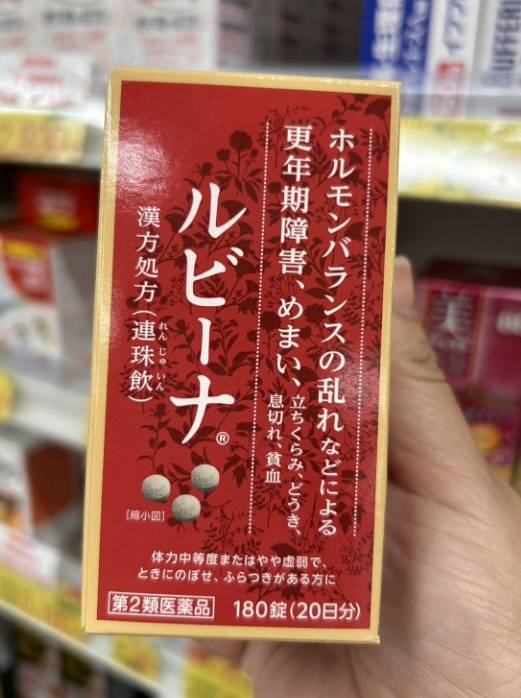 ホルモンバランスの乱れなどによる
更年期障害、めまい、立ちくらみ、どうき、
息切れ、貧血
ルビーナ®
漢方処方(連珠飲)
れんじゅいん
[縮小図]
体力中等度またはやや虚弱で、
ときにのぼせ、ふらつきがある方に
第2類医薬品 180錠(20日分)
美
BUFFERI